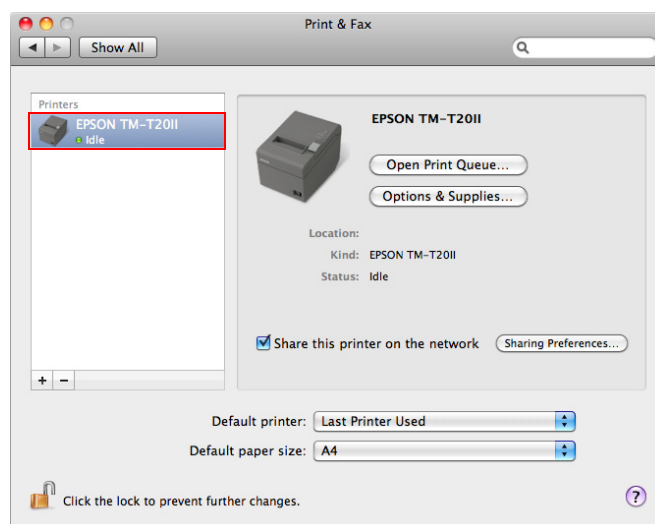 Print & Fax
Show All
Printers
EPSON TM-T20II
Idle
EPSON TM-T20II
Open Print Queue...
Options & Supplies...
Location:
Kind: EPSON TM-T20II
Status: Idle
Share this printer on the network Sharing Preferences...
+ -
Default printer: Last Printer Used
Default paper size: A4
Click the lock to prevent further changes.
?